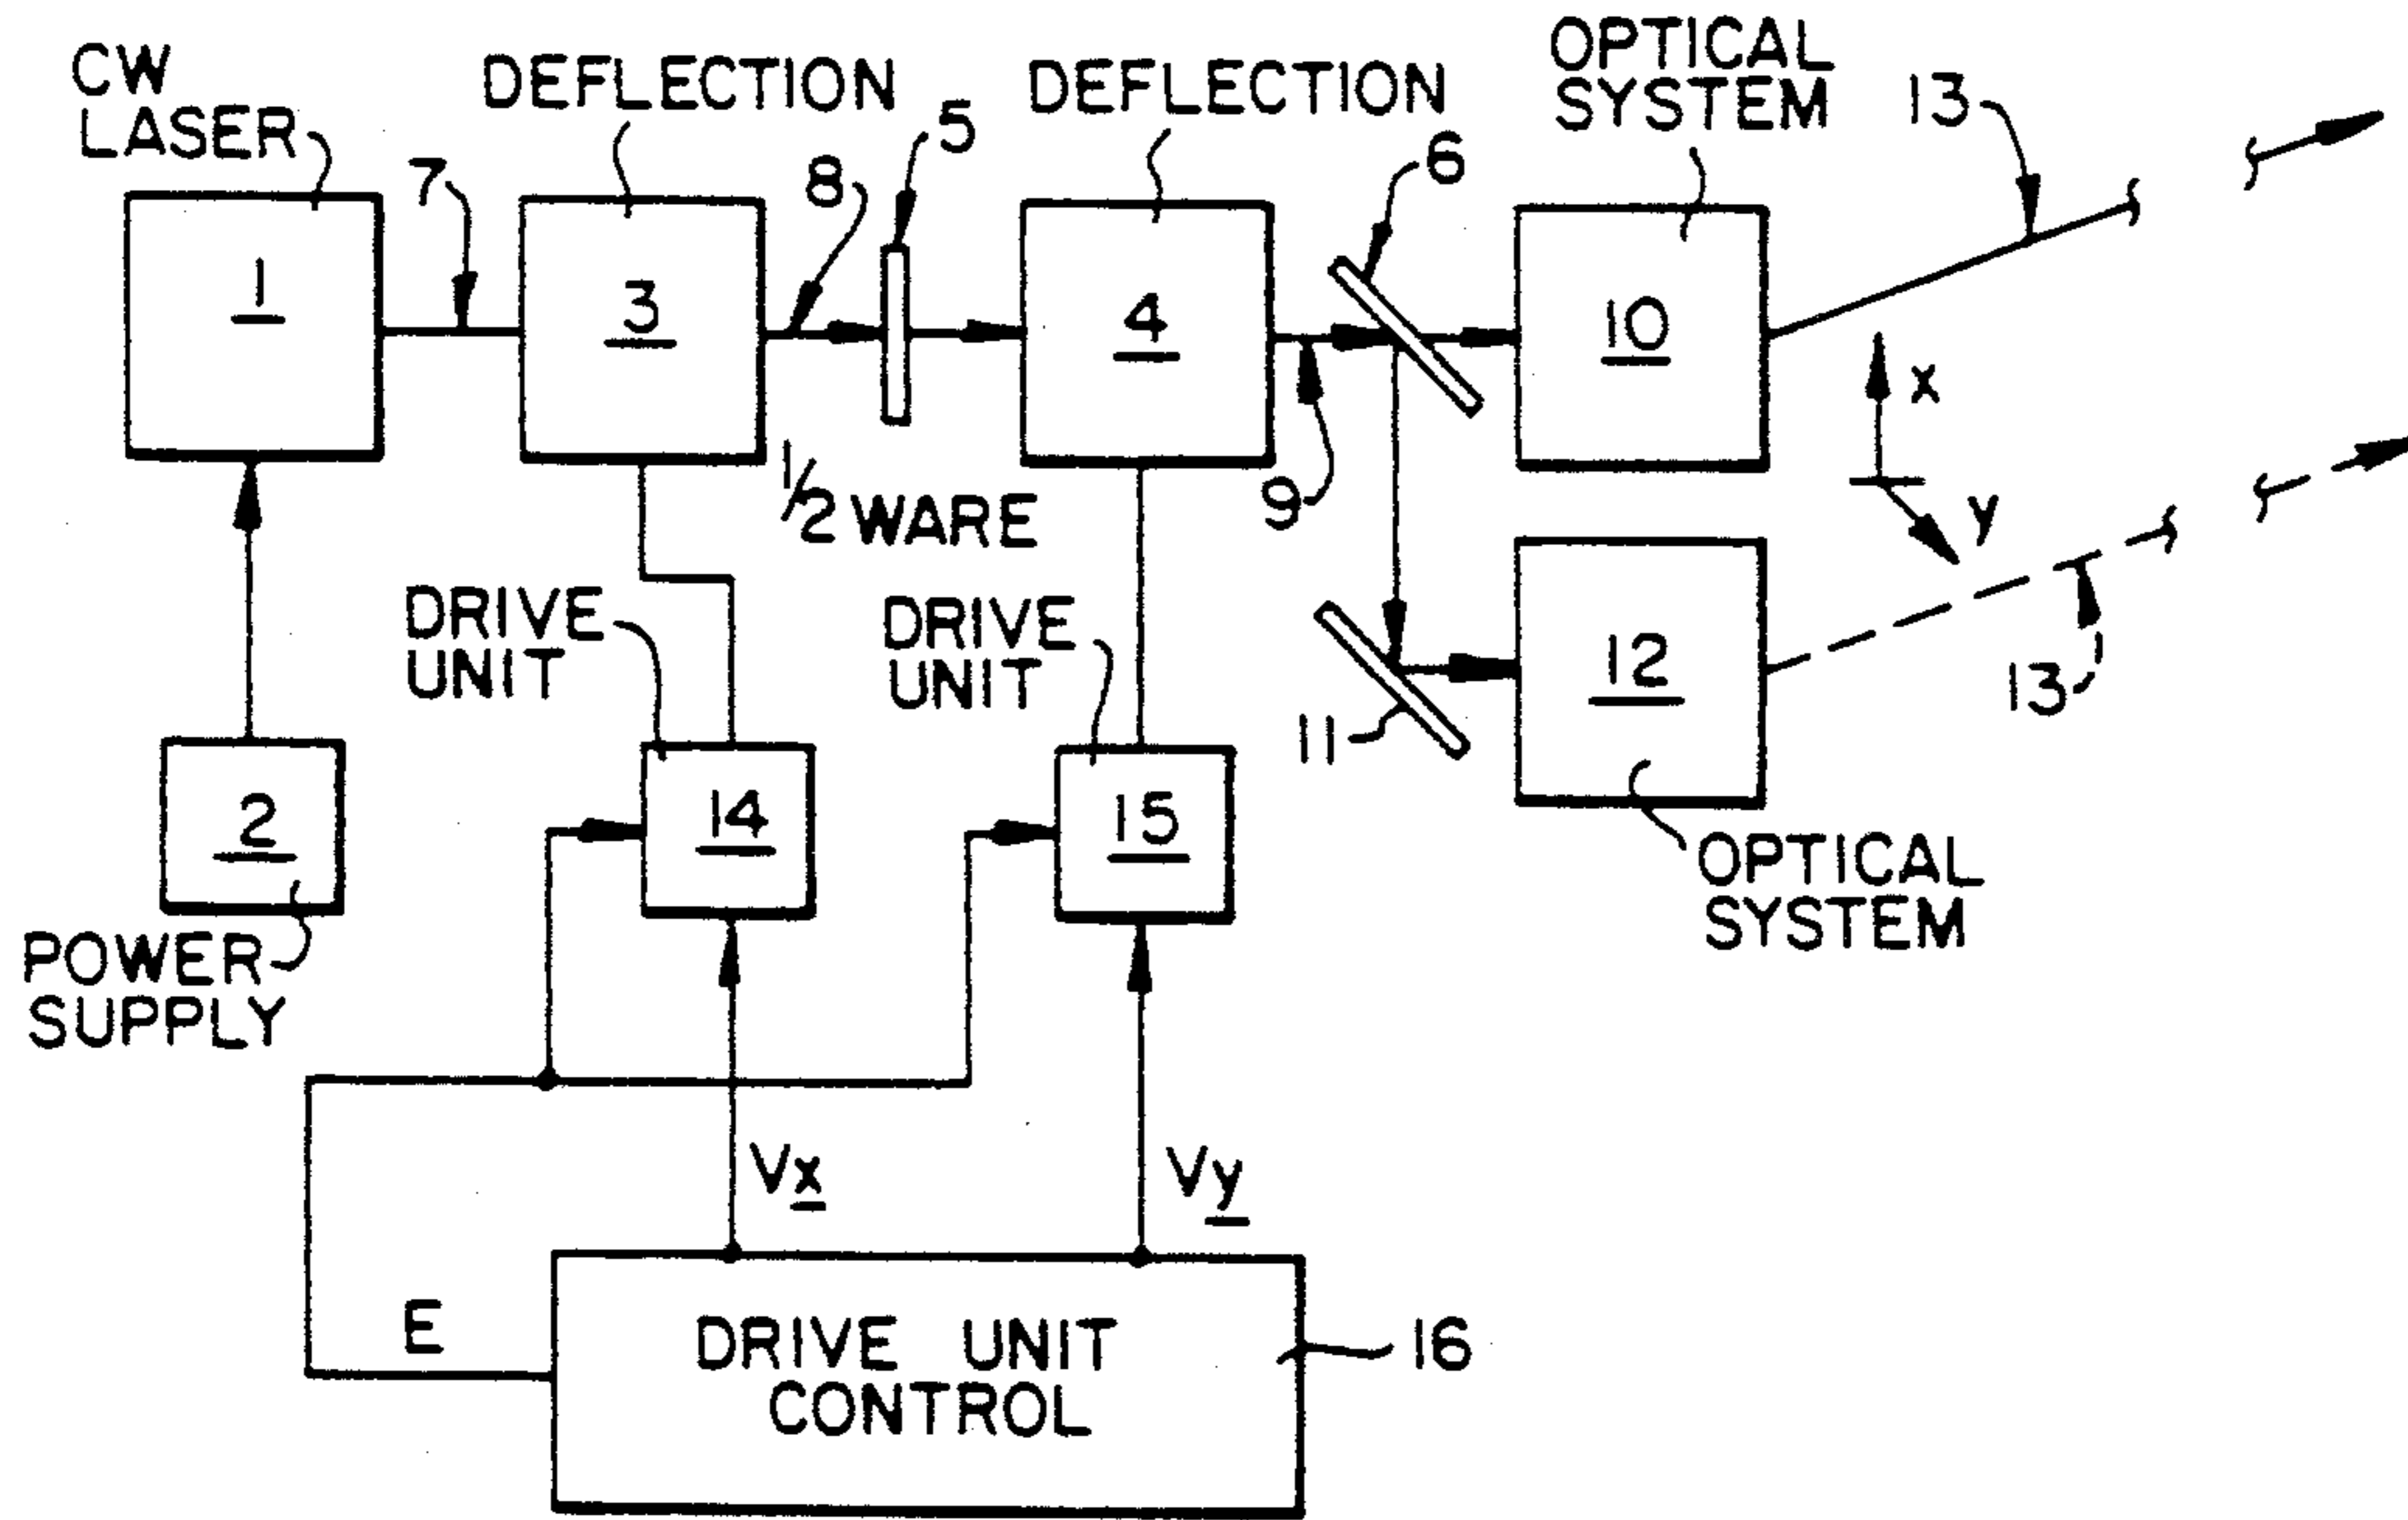 CW
LASER
DEFLECTION
DEFLECTION
OPTICAL
SYSTEM
13
7
8
5
6
1
3
4
10
x
y
9
1/2 WARE
DRIVE
UNIT
DRIVE
UNIT
11
12
13
2
14
15
OPTICAL
SYSTEM
POWER
SUPPLY
Vx
Vy
E
DRIVE UNIT
CONTROL
16